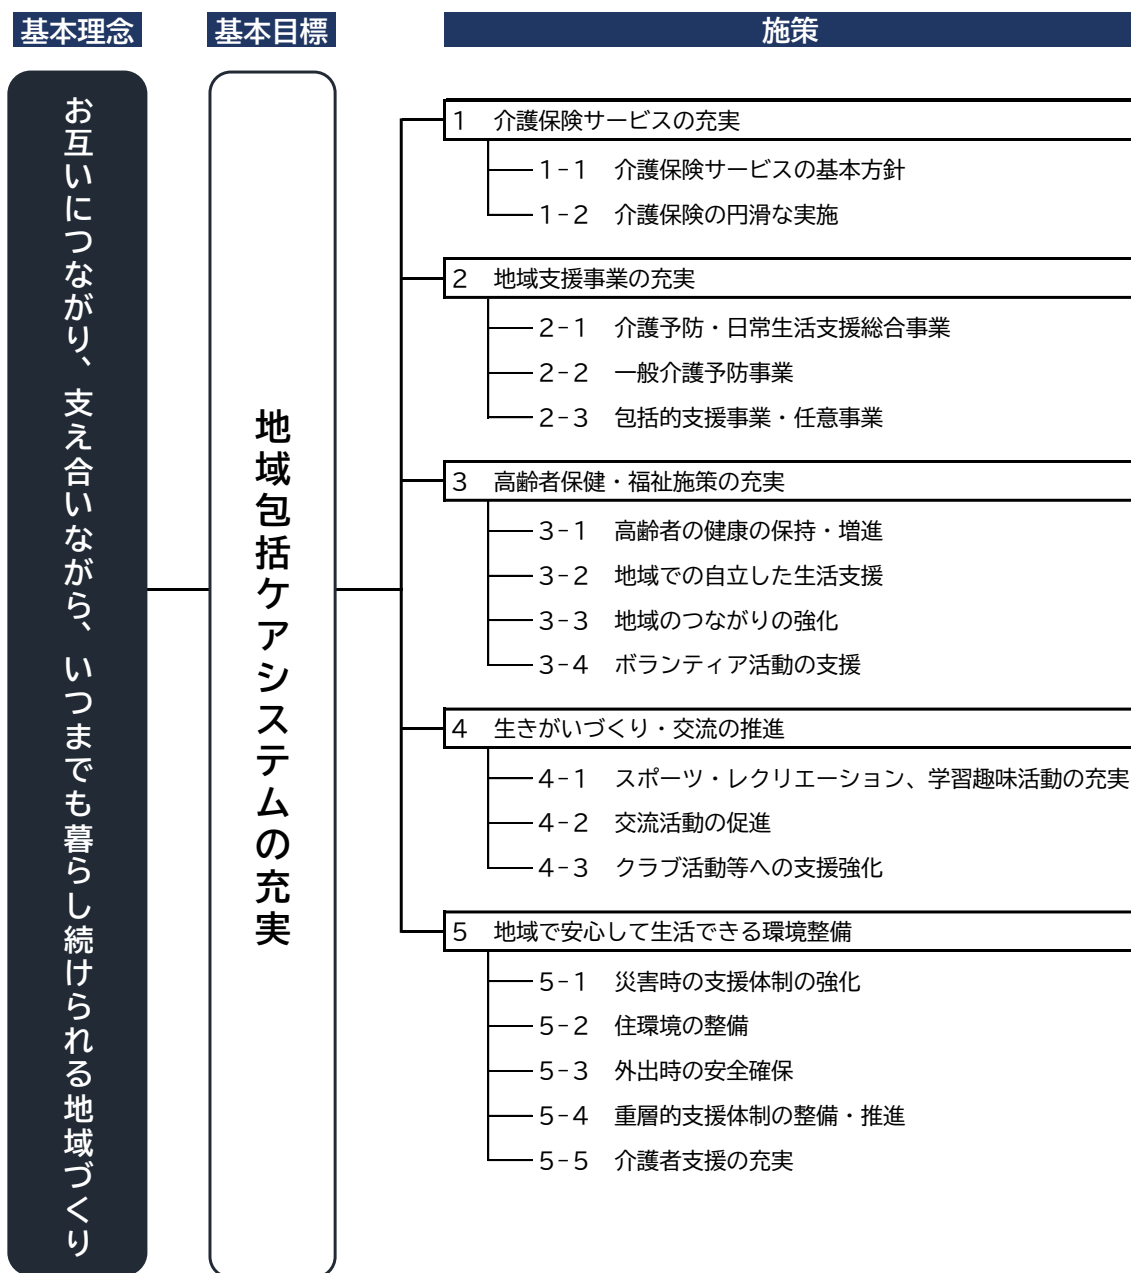 基本理念
基本目標
施策
お互いにつながり、支え合いながら、いつまでも暮らし続けられる地域づくり
地域包括ケアシステムの充実
1 介護保険サービスの充実
1-1 介護保険サービスの基本方針
1-2 介護保険の円滑な実施
2 地域支援事業の充実
2-1 介護予防・日常生活支援総合事業
2-2 一般介護予防事業
2-3 包括的支援事業・任意事業
3 高齢者保健・福祉施策の充実
3-1 高齢者の健康の保持・増進
3-2 地域での自立した生活支援
3-3 地域のつながりの強化
3-4 ボランティア活動の支援
4 生きがいづくり・交流の推進
4-1 スポーツ・レクリエーション、学習趣味活動の充実
4-2 交流活動の促進
4-3 クラブ活動等への支援強化
5 地域で安心して生活できる環境整備
5-1 災害時の支援体制の強化
5-2 住環境の整備
5-3 外出時の安全確保
5-4 重層的支援体制の整備・推進
5-5 介護者支援の充実